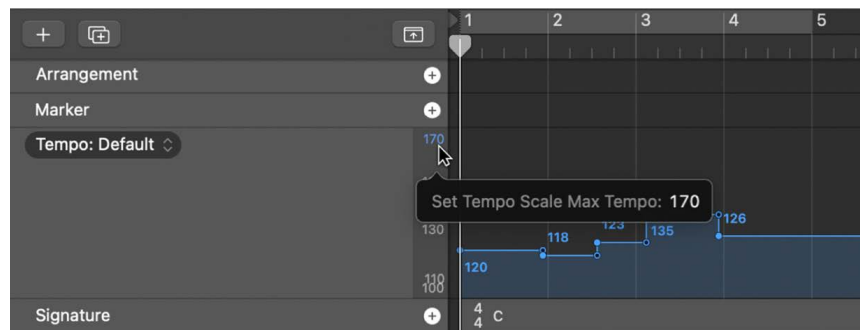 1 2 3 4 5
Arrangement
Marker
Tempo: Default
170
Set Tempo Scale Max Tempo: 170
130
118
123
135
126
120
110
100
Signature
4
4 C